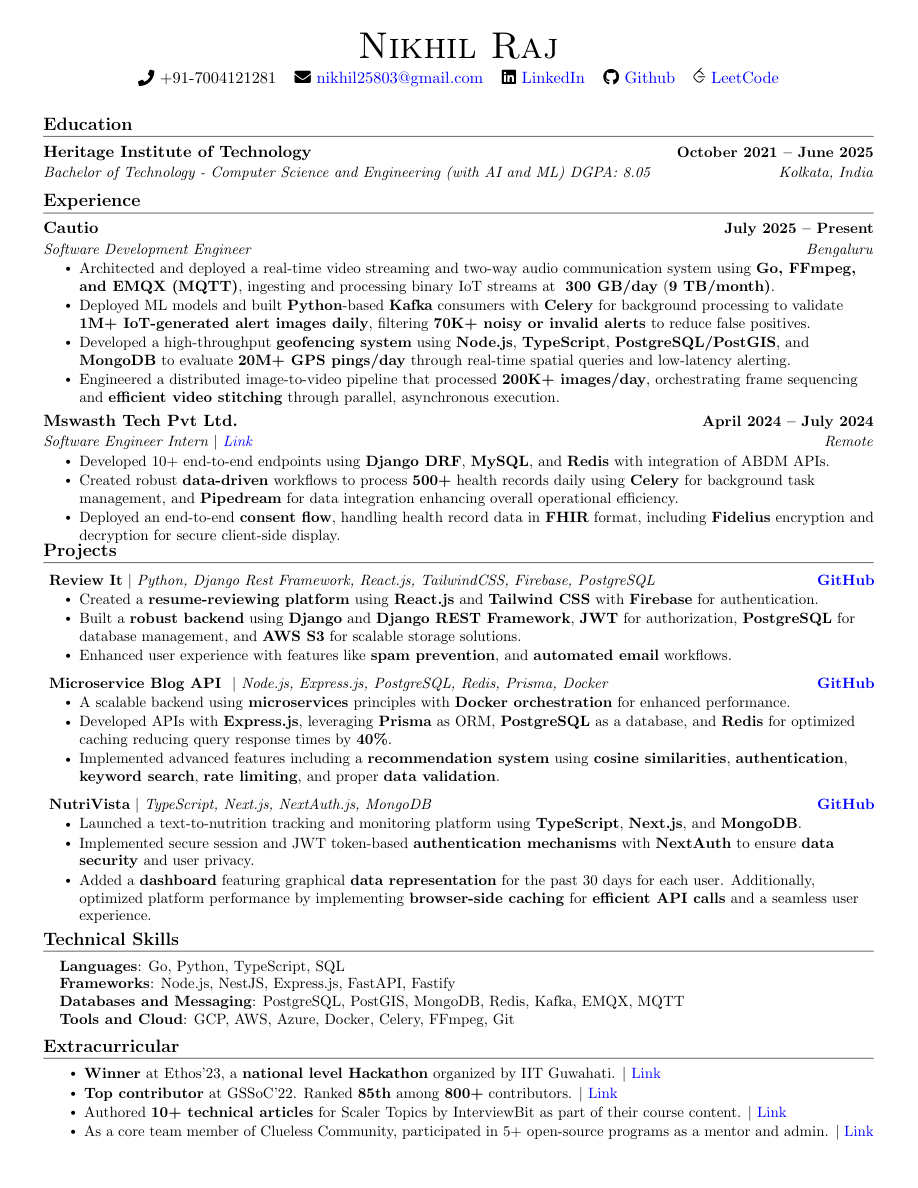 Nikhil Raj
+91-7004121281 nikhil25803@gmail.com LinkedIn Github LeetCode
Education
Heritage Institute of Technology October 2021 – June 2025
Bachelor of Technology - Computer Science and Engineering (with AI and ML) DGPA: 8.05 Kolkata, India
Experience
Cautio July 2025 – Present
Software Development Engineer Bengaluru
• Architected and deployed a real-time video streaming and two-way audio communication system using Go, FFmpeg,
and EMQX (MQTT), ingesting and processing binary IoT streams at 300 GB/day (9 TB/month).
• Deployed ML models and built Python-based Kafka consumers with Celery for background processing to validate
1M+ IoT-generated alert images daily, filtering 70K+ noisy or invalid alerts to reduce false positives.
• Developed a high-throughput geofencing system using Node.js, TypeScript, PostgreSQL/PostGIS, and
MongoDB to evaluate 20M+ GPS pings/day through real-time spatial queries and low-latency alerting.
• Engineered a distributed image-to-video pipeline that processed 200K+ images/day, orchestrating frame sequencing
and efficient video stitching through parallel, asynchronous execution.
Mswasth Tech Pvt Ltd. April 2024 – July 2024
Software Engineer Intern | Link Remote
• Developed 10+ end-to-end endpoints using Django DRF, MySQL, and Redis with integration of ABDM APIs.
• Created robust data-driven workflows to process 500+ health records daily using Celery for background task
management, and Pipedream for data integration enhancing overall operational efficiency.
• Deployed an end-to-end consent flow, handling health record data in FHIR format, including Fidelius encryption and
decryption for secure client-side display.
Projects
Review It | Python, Django Rest Framework, React.js, TailwindCSS, Firebase, PostgreSQL GitHub
• Created a resume-reviewing platform using React.js and Tailwind CSS with Firebase for authentication.
• Built a robust backend using Django and Django REST Framework, JWT for authorization, PostgreSQL for
database management, and AWS S3 for scalable storage solutions.
• Enhanced user experience with features like spam prevention, and automated email workflows.
Microservice Blog API | Node.js, Express.js, PostgreSQL, Redis, Prisma, Docker GitHub
• A scalable backend using microservices principles with Docker orchestration for enhanced performance.
• Developed APIs with Express.js, leveraging Prisma as ORM, PostgreSQL as a database, and Redis for optimized
caching reducing query response times by 40%.
• Implemented advanced features including a recommendation system using cosine similarities, authentication,
keyword search, rate limiting, and proper data validation.
NutriVista | TypeScript, Next.js, NextAuth.js, MongoDB GitHub
• Launched a text-to-nutrition tracking and monitoring platform using TypeScript, Next.js, and MongoDB.
• Implemented secure session and JWT token-based authentication mechanisms with NextAuth to ensure data
security and user privacy.
• Added a dashboard featuring graphical data representation for the past 30 days for each user. Additionally,
optimized platform performance by implementing browser-side caching for efficient API calls and a seamless user
experience.
Technical Skills
Languages: Go, Python, TypeScript, SQL
Frameworks: Node.js, NestJS, Express.js, FastAPI, Fastify
Databases and Messaging: PostgreSQL, PostGIS, MongoDB, Redis, Kafka, EMQX, MQTT
Tools and Cloud: GCP, AWS, Azure, Docker, Celery, FFmpeg, Git
Extracurricular
• Winner at Ethos'23, a national level Hackathon organized by IIT Guwahati. | Link
• Top contributor at GSSoC'22. Ranked 85th among 800+ contributors. | Link
• Authored 10+ technical articles for Scaler Topics by InterviewBit as part of their course content. | Link
• As a core team member of Clueless Community, participated in 5+ open-source programs as a mentor and admin. | Link